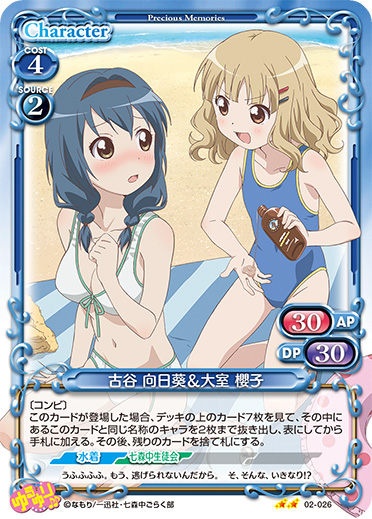 Precious Memories
Character
COST
4
SOURCE
2
30 AP
DP 30
古谷 向日葵&大室 櫻子
[コンビ]
このカードが登場した場合、デッキの上のカード7枚を見て、その中に
あるこのカードと同じ名称のキャラを2枚まで抜き出し、表にしてから
手札に加える。その後、残りのカードを捨て札にする。
水着 七森中生徒会
うふふふふ、もう、逃げられないんだから。 そ、そんな、いきなり!?
ゆるゆり
©なもり/一迅社・七森中ごらく部
02-026